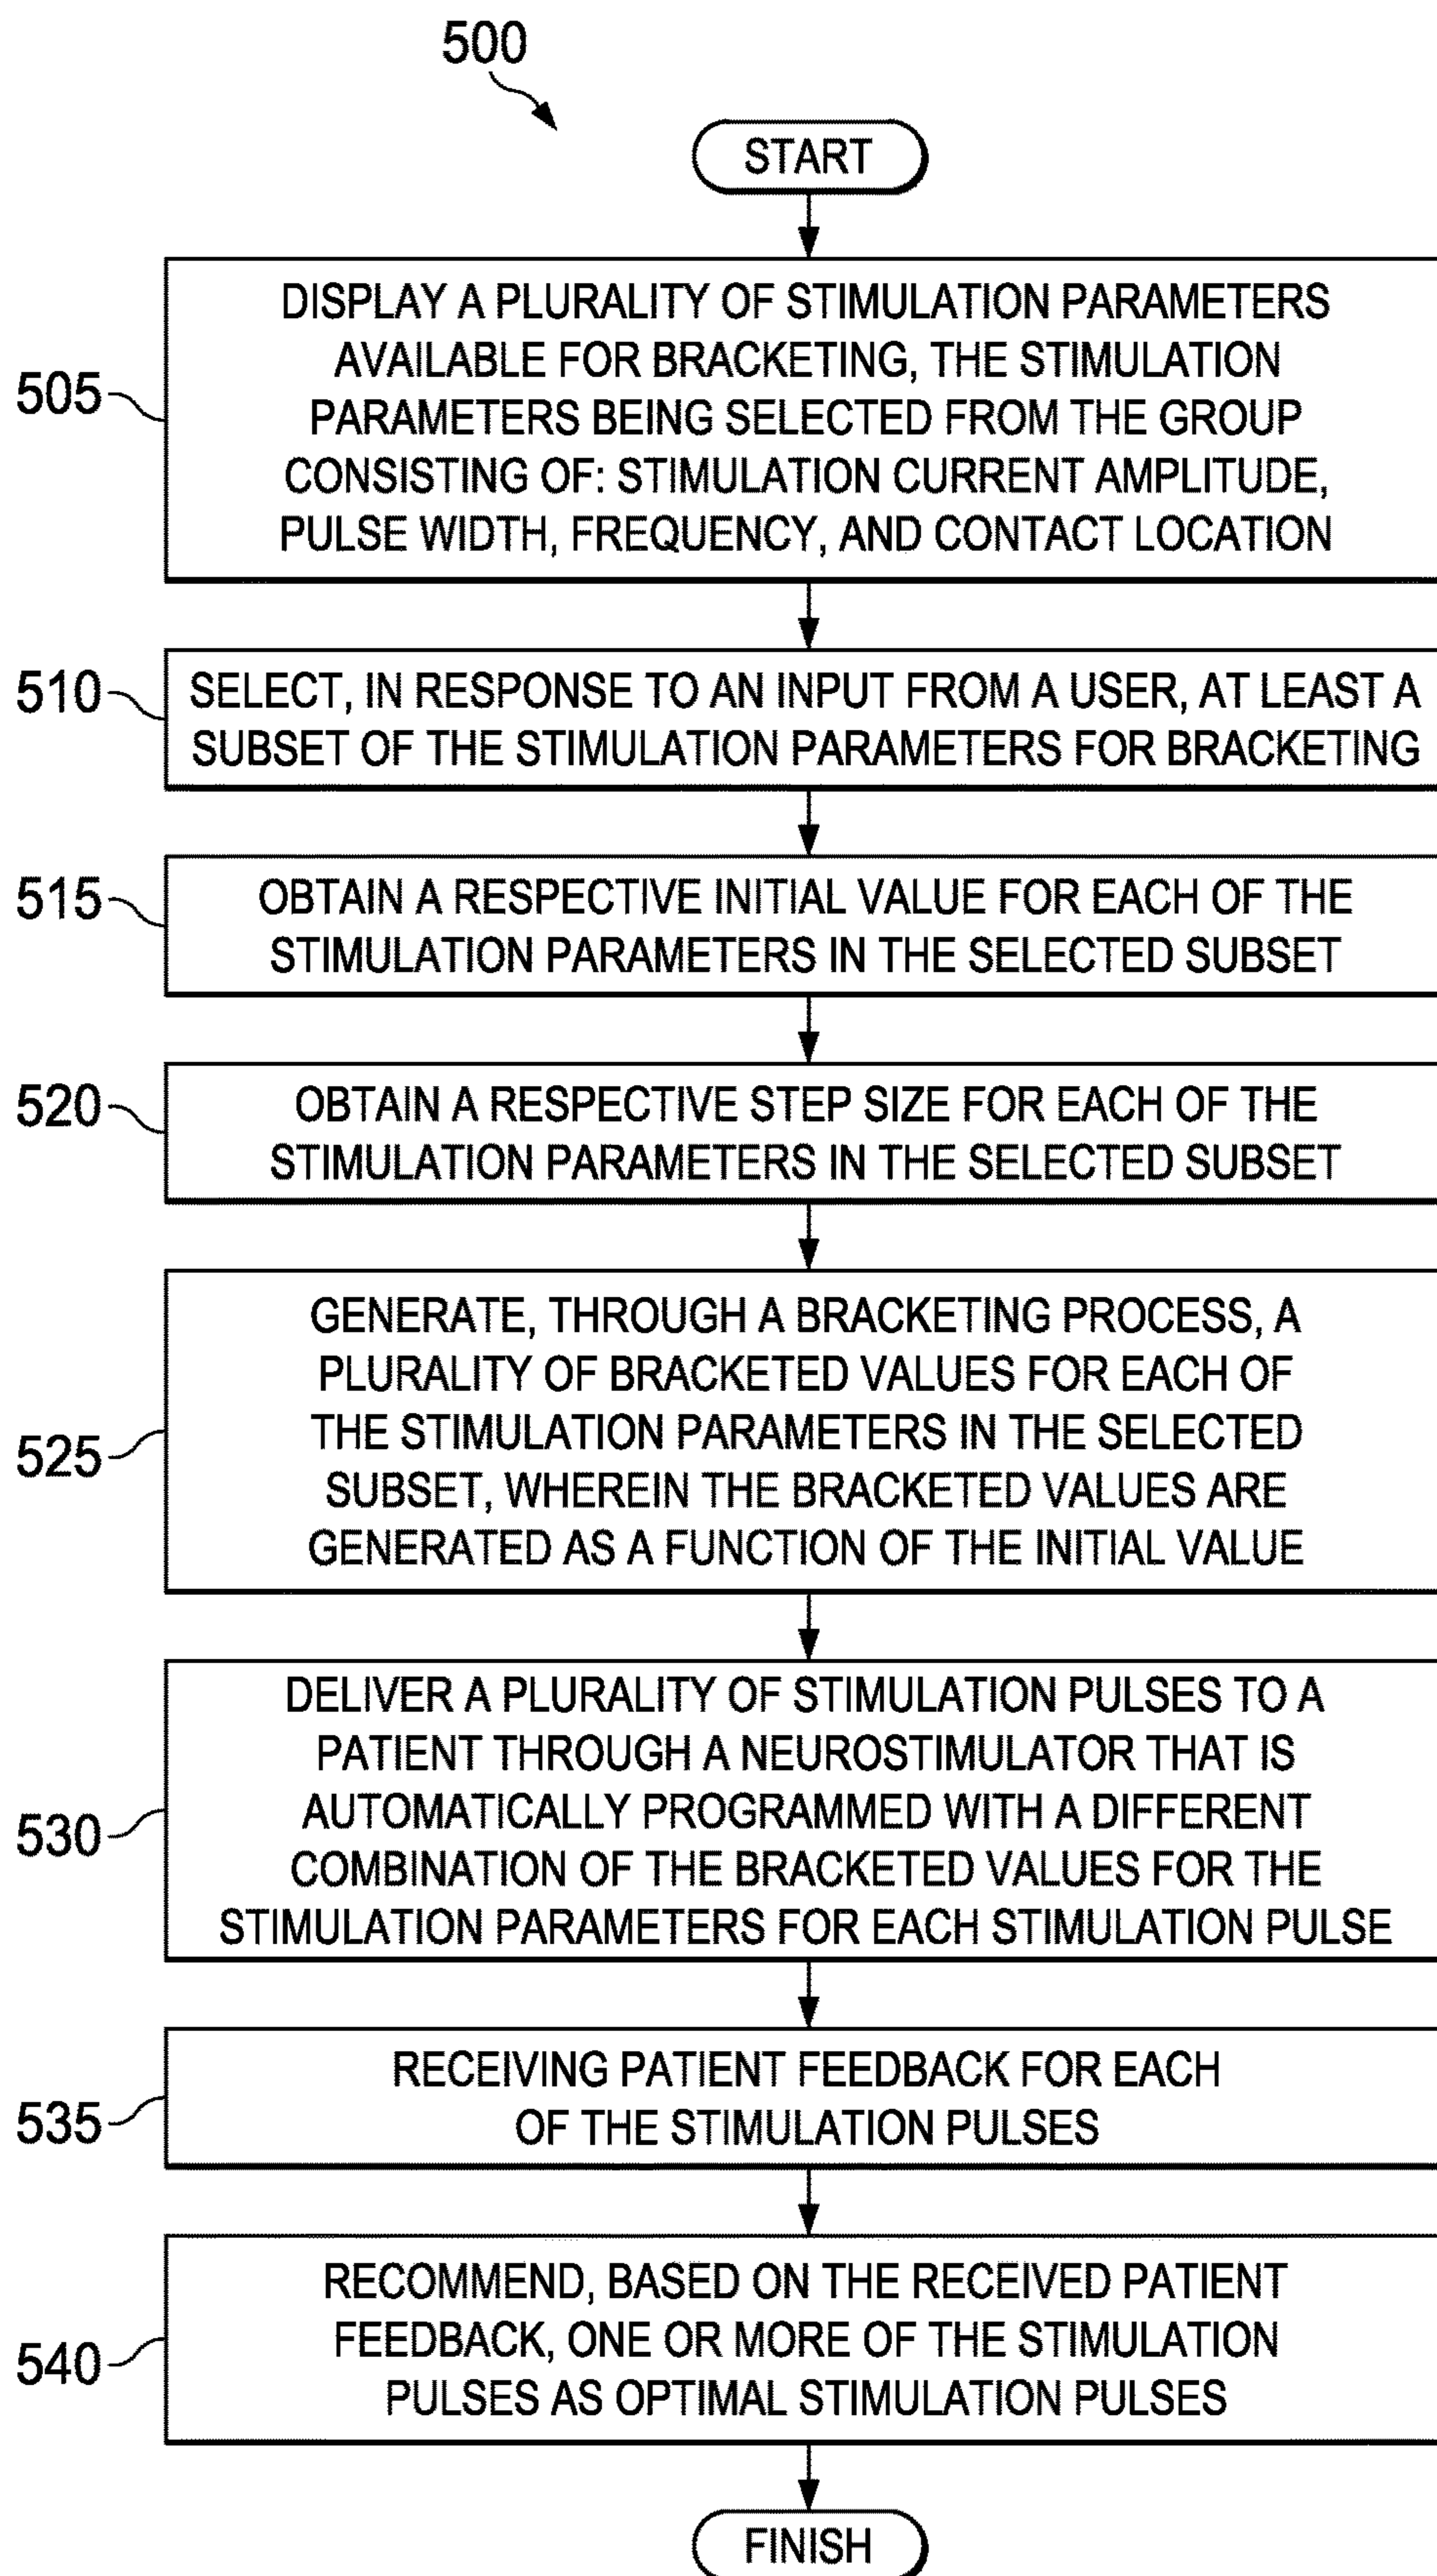 500
START
505
DISPLAY A PLURALITY OF STIMULATION PARAMETERS
AVAILABLE FOR BRACKETING, THE STIMULATION
PARAMETERS BEING SELECTED FROM THE GROUP
CONSISTING OF: STIMULATION CURRENT AMPLITUDE,
PULSE WIDTH, FREQUENCY, AND CONTACT LOCATION
510
SELECT, IN RESPONSE TO AN INPUT FROM A USER, AT LEAST A
SUBSET OF THE STIMULATION PARAMETERS FOR BRACKETING
515
OBTAIN A RESPECTIVE INITIAL VALUE FOR EACH OF THE
STIMULATION PARAMETERS IN THE SELECTED SUBSET
520
OBTAIN A RESPECTIVE STEP SIZE FOR EACH OF THE
STIMULATION PARAMETERS IN THE SELECTED SUBSET
525
GENERATE, THROUGH A BRACKETING PROCESS, A
PLURALITY OF BRACKETED VALUES FOR EACH OF
THE STIMULATION PARAMETERS IN THE SELECTED
SUBSET, WHEREIN THE BRACKETED VALUES ARE
GENERATED AS A FUNCTION OF THE INITIAL VALUE
530
DELIVER A PLURALITY OF STIMULATION PULSES TO A
PATIENT THROUGH A NEUROSTIMULATOR THAT IS
AUTOMATICALLY PROGRAMMED WITH A DIFFERENT
COMBINATION OF THE BRACKETED VALUES FOR THE
STIMULATION PARAMETERS FOR EACH STIMULATION PULSE
535
RECEIVING PATIENT FEEDBACK FOR EACH
OF THE STIMULATION PULSES
540
RECOMMEND, BASED ON THE RECEIVED PATIENT
FEEDBACK, ONE OR MORE OF THE STIMULATION
PULSES AS OPTIMAL STIMULATION PULSES
FINISH